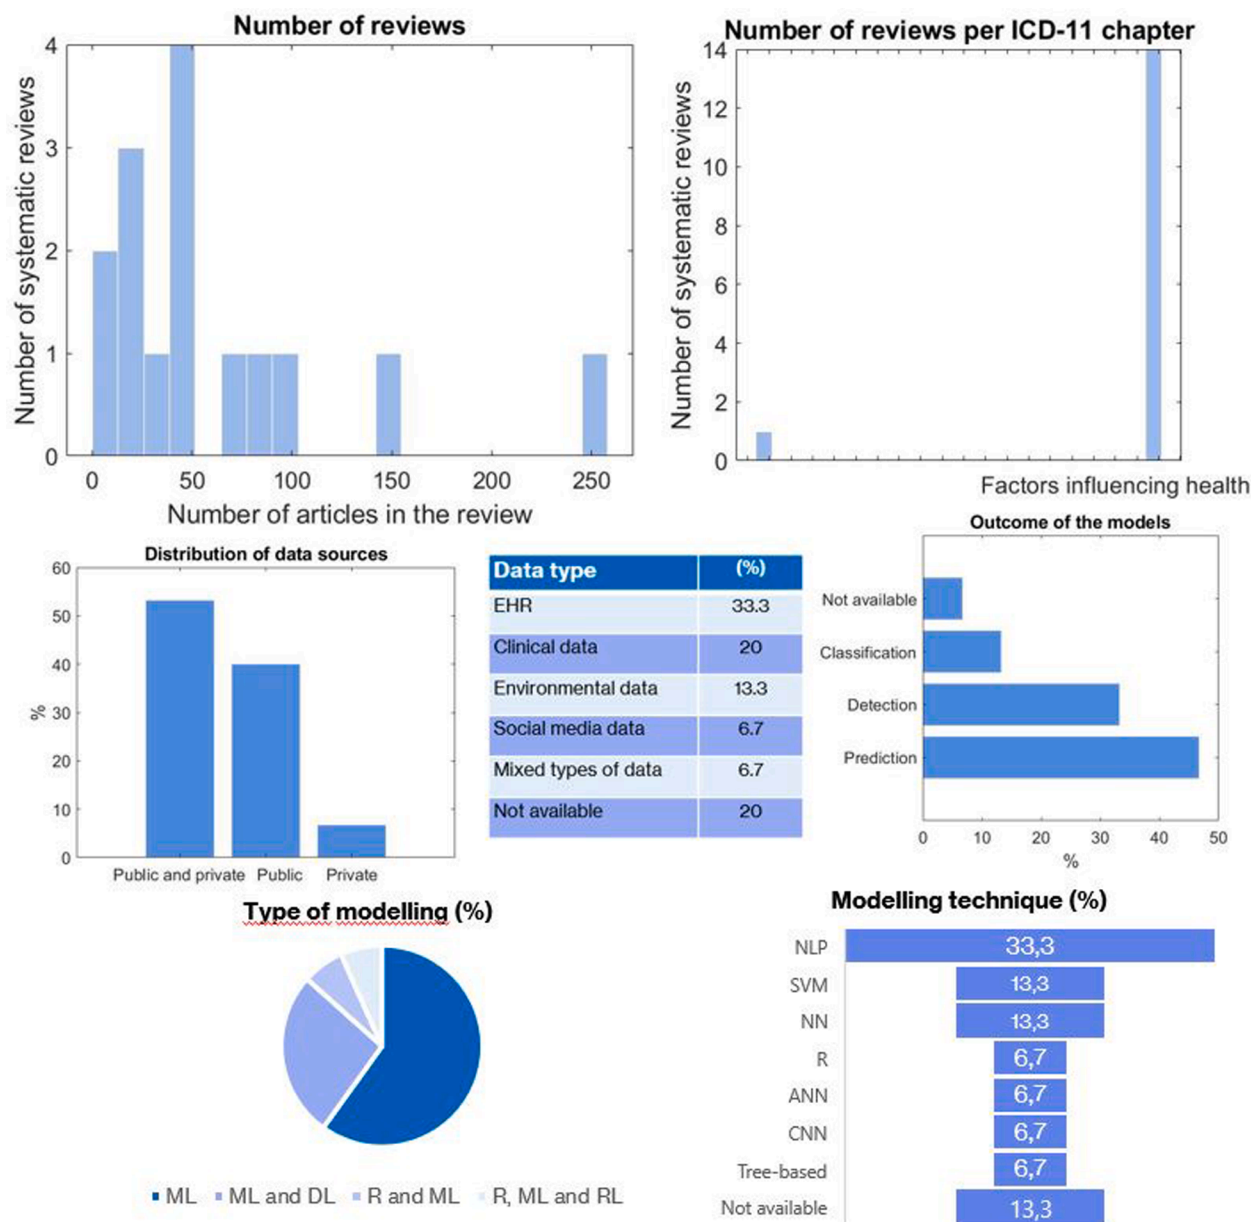 Number of reviews
Number of systematic reviews
4
3
2
1
0
0 50 100 150 200 250
Number of articles in the review
Number of reviews per ICD-11 chapter
Number of systematic reviews
14
12
10
8
6
4
2
0
Factors influencing health
Distribution of data sources
%
60
50
40
30
20
10
0
Public and private Public Private
Data type (%)
EHR 33.3
Clinical data 20
Environmental data 13.3
Social media data 6.7
Mixed types of data 6.7
Not available 20
Outcome of the models
Not available
Classification
Detection
Prediction
0 10 20 30 40 50
%
Type of modelling (%)
ML ML and DL R and ML R, ML and RL
Modelling technique (%)
NLP 33,3
SVM 13,3
NN 13,3
R 6,7
ANN 6,7
CNN 6,7
Tree-based 6,7
Not available 13,3